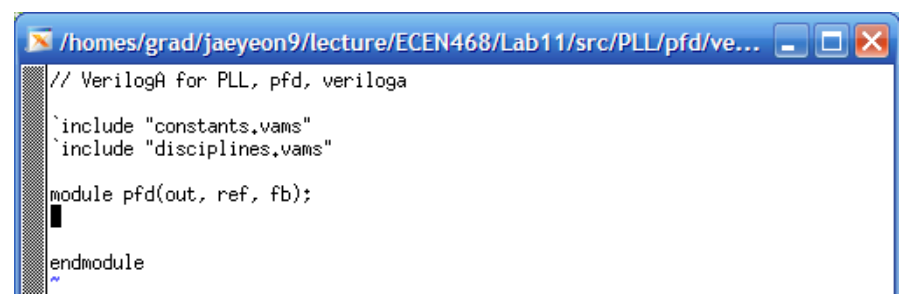 /homes/grad/jaeyeon9/lecture/ECEN468/Lab11/src/PLL/pfd/ve...
// VerilogA for PLL, pfd, veriloga
`include "constants.vams"
`include "disciplines.vams"
module pfd(out, ref, fb);
endmodule
~